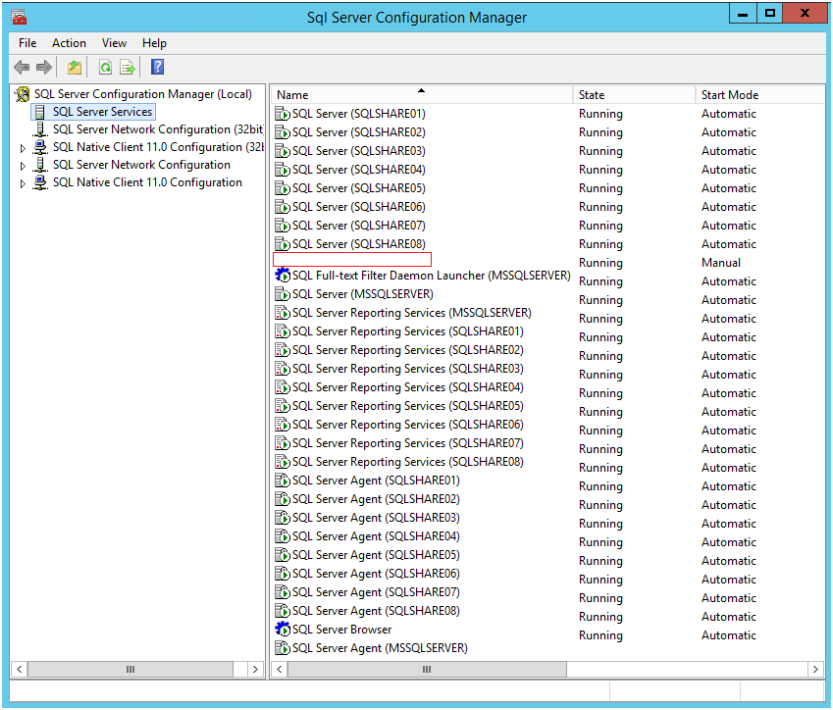 Sql Server Configuration Manager
File Action View Help
SQL Server Configuration Manager (Local)
SQL Server Services
SQL Server Network Configuration (32bit
SQL Native Client 11.0 Configuration (32
SQL Server Network Configuration
SQL Native Client 11.0 Configuration
Name State Start Mode
SQL Server (SQLSHARE01) Running Automatic
SQL Server (SQLSHARE02) Running Automatic
SQL Server (SQLSHARE03) Running Automatic
SQL Server (SQLSHARE04) Running Automatic
SQL Server (SQLSHARE05) Running Automatic
SQL Server (SQLSHARE06) Running Automatic
SQL Server (SQLSHARE07) Running Automatic
SQL Server (SQLSHARE08) Running Automatic
Running Manual
SQL Full-text Filter Daemon Launcher (MSSQLSERVER) Running Automatic
SQL Server (MSSQLSERVER) Running Automatic
SQL Server Reporting Services (MSSQLSERVER) Running Automatic
SQL Server Reporting Services (SQLSHARE01) Running Automatic
SQL Server Reporting Services (SQLSHARE02) Running Automatic
SQL Server Reporting Services (SQLSHARE03) Running Automatic
SQL Server Reporting Services (SQLSHARE04) Running Automatic
SQL Server Reporting Services (SQLSHARE05) Running Automatic
SQL Server Reporting Services (SQLSHARE06) Running Automatic
SQL Server Reporting Services (SQLSHARE07) Running Automatic
SQL Server Reporting Services (SQLSHARE08) Running Automatic
SQL Server Agent (SQLSHARE01) Running Automatic
SQL Server Agent (SQLSHARE02) Running Automatic
SQL Server Agent (SQLSHARE03) Running Automatic
SQL Server Agent (SQLSHARE04) Running Automatic
SQL Server Agent (SQLSHARE05) Running Automatic
SQL Server Agent (SQLSHARE06) Running Automatic
SQL Server Agent (SQLSHARE07) Running Automatic
SQL Server Agent (SQLSHARE08) Running Automatic
SQL Server Browser Running Automatic
SQL Server Agent (MSSQLSERVER)